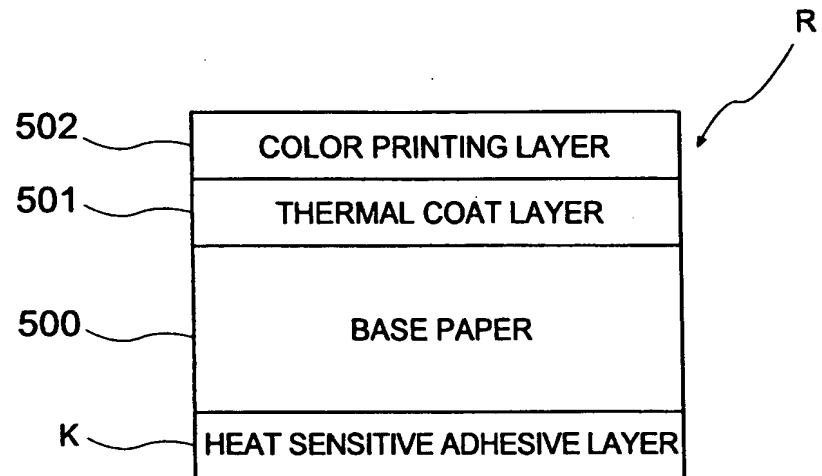 R
502 COLOR PRINTING LAYER
501 THERMAL COAT LAYER
500 BASE PAPER
K HEAT SENSITIVE ADHESIVE LAYER